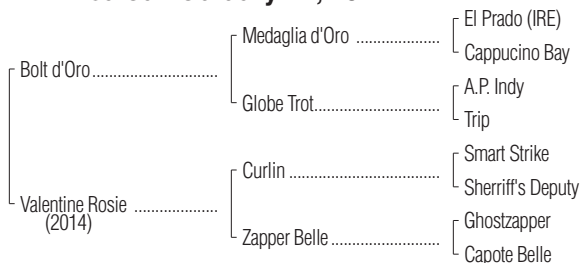 El Prado (IRE)
Medaglia d'Oro ....................
Cappucino Bay
Bolt d'Oro..............................
A.P. Indy
Globe Trot..............................
Trip
Smart Strike
Curlin ....................................
Sherriff's Deputy
Valentine Rosie ....................
(2014)
Ghostzapper
Zapper Belle..........................
Capote Belle